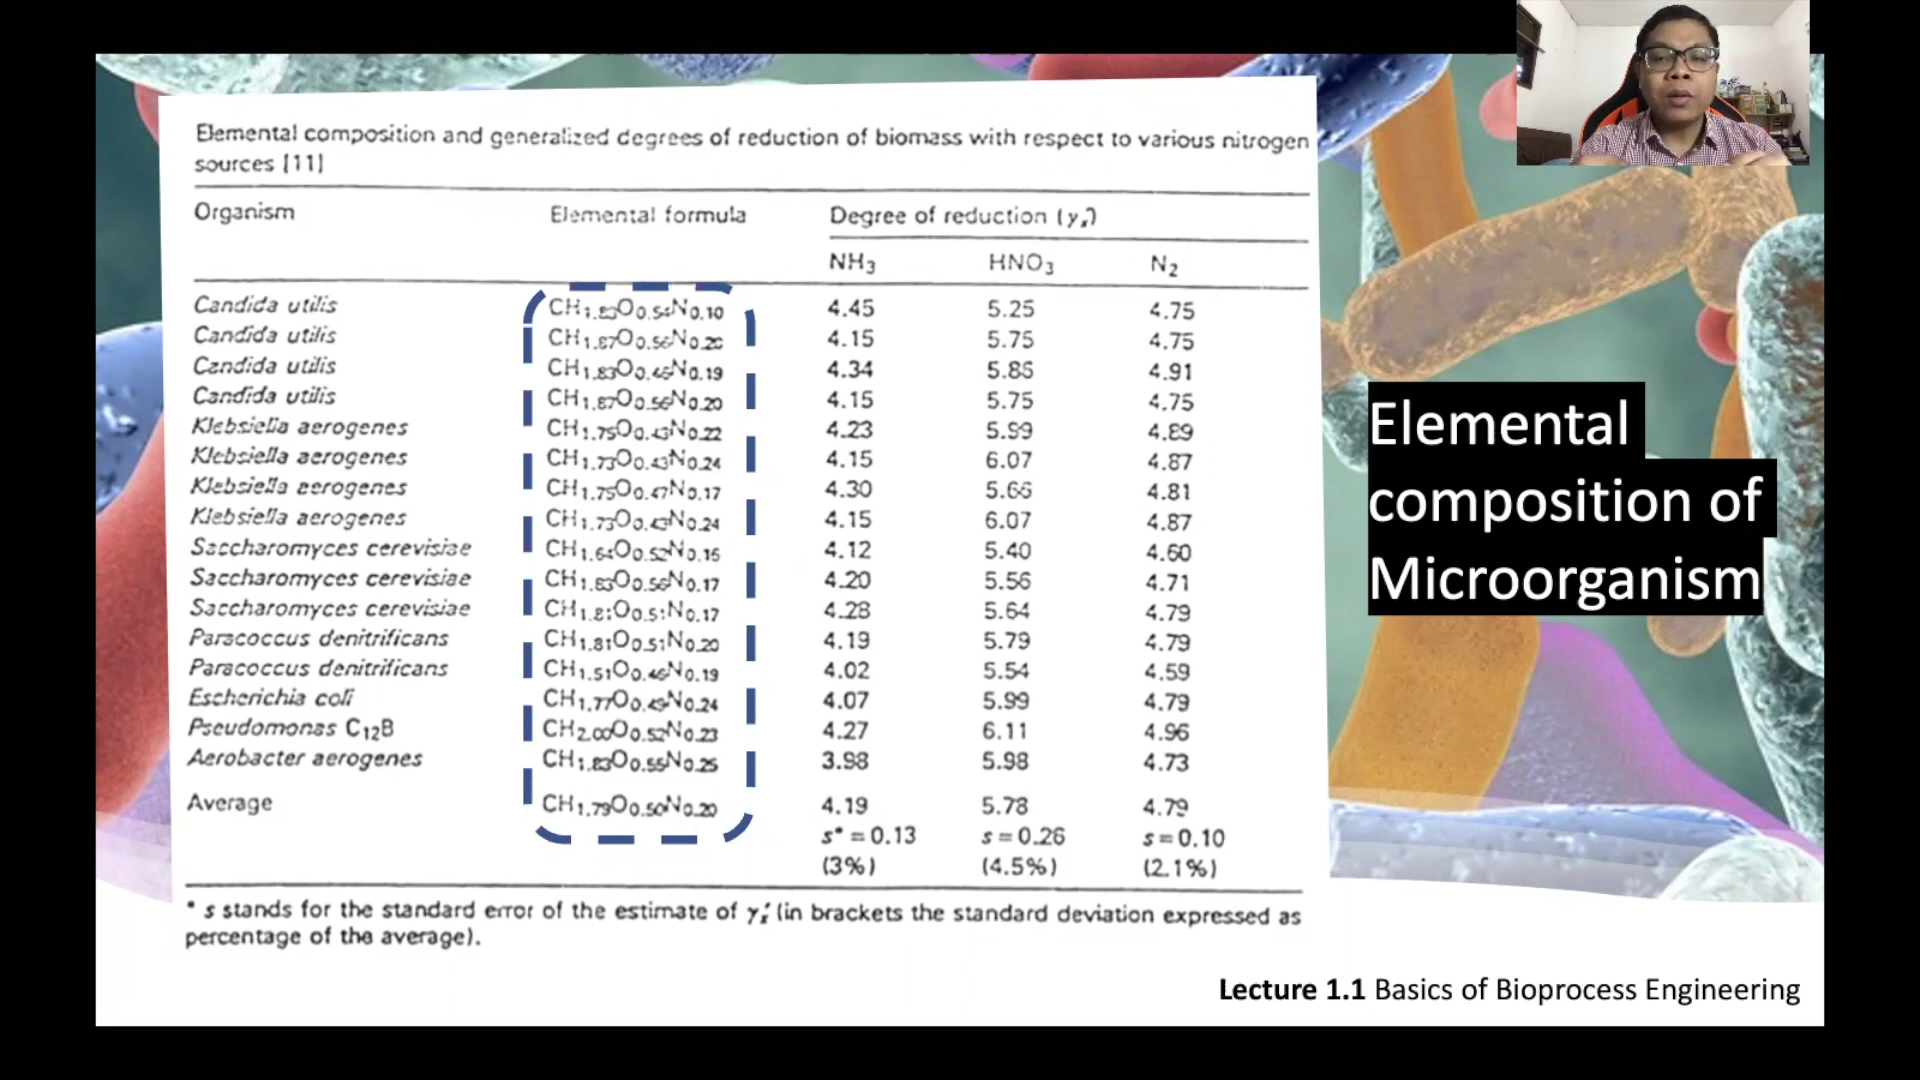 Elemental composition and generalized degrees of reduction of biomass with respect to various nitrogen
sources [11]
Organism Elemental formula Degree of reduction (γₓ′)
NH₃ HNO₃ N₂
Candida utilis CH₁.₈₃O₀.₅₄N₀.₁₀ 4.45 5.25 4.75
Candida utilis CH₁.₈₇O₀.₅₆N₀.₂₀ 4.15 5.75 4.75
Candida utilis CH₁.₈₃O₀.₄₆N₀.₁₉ 4.34 5.86 4.91
Candida utilis CH₁.₈₇O₀.₅₆N₀.₂₀ 4.15 5.75 4.75
Klebsiella aerogenes CH₁.₇₅O₀.₄₃N₀.₂₂ 4.23 5.99 4.89
Klebsiella aerogenes CH₁.₇₃O₀.₄₃N₀.₂₄ 4.15 6.07 4.87
Klebsiella aerogenes CH₁.₇₅O₀.₄₇N₀.₁₇ 4.30 5.66 4.81
Klebsiella aerogenes CH₁.₇₃O₀.₄₃N₀.₂₄ 4.15 6.07 4.87
Saccharomyces cerevisiae CH₁.₆₄O₀.₅₂N₀.₁₆ 4.12 5.40 4.60
Saccharomyces cerevisiae CH₁.₈₃O₀.₅₆N₀.₁₇ 4.20 5.56 4.71
Saccharomyces cerevisiae CH₁.₈₁O₀.₅₁N₀.₁₇ 4.28 5.64 4.79
Paracoccus denitrificans CH₁.₈₁O₀.₅₁N₀.₂₀ 4.19 5.79 4.79
Paracoccus denitrificans CH₁.₅₁O₀.₄₆N₀.₁₉ 4.02 5.54 4.59
Escherichia coli CH₁.₇₇O₀.₄₉N₀.₂₄ 4.07 5.99 4.79
Pseudomonas C₁₂B CH₂.₀₀O₀.₅₂N₀.₂₃ 4.27 6.11 4.96
Aerobacter aerogenes CH₁.₈₃O₀.₅₅N₀.₂₅ 3.98 5.98 4.73
Average CH₁.₇₉O₀.₅₀N₀.₂₀ 4.19 5.78 4.79
s* = 0.13 s = 0.26 s = 0.10
(3%) (4.5%) (2.1%)
* s stands for the standard error of the estimate of γₓ′ (in brackets the standard deviation expressed as
percentage of the average).
Elemental
composition of
Microorganism
Lecture 1.1 Basics of Bioprocess Engineering